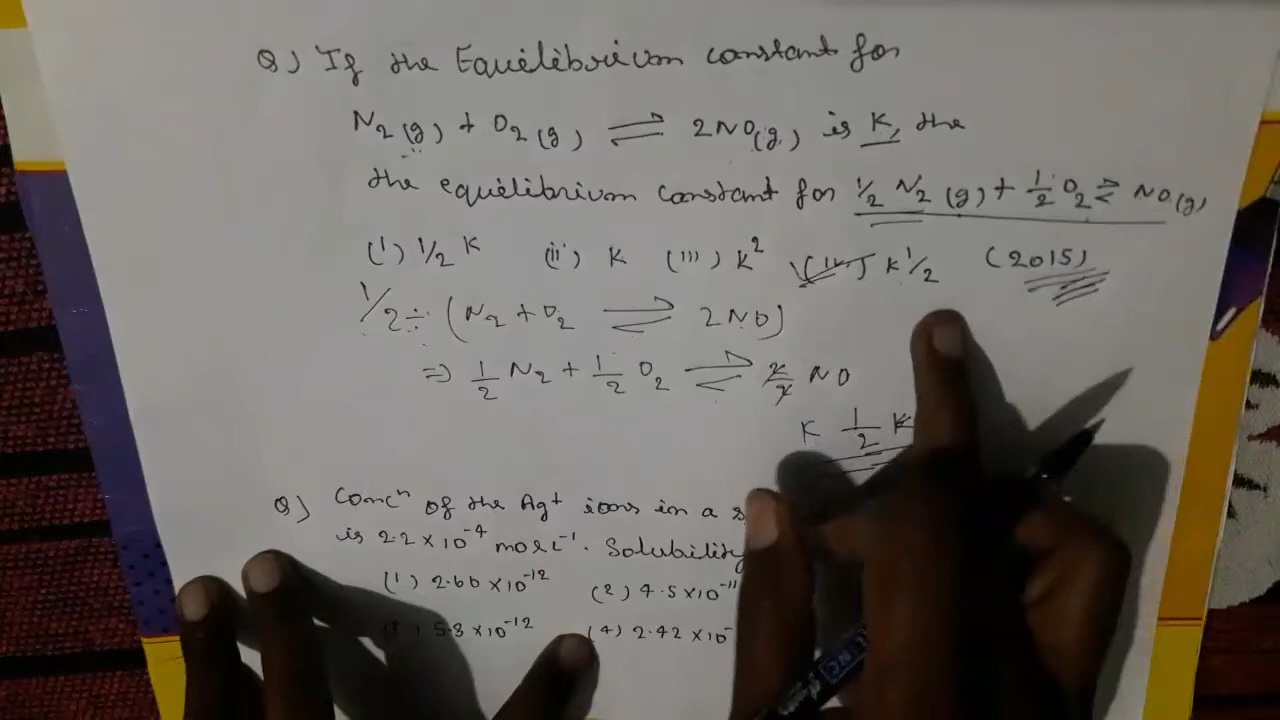 Q) If the Equilibrium constant for
N2(g) + O2(g) ⇌ 2NO(g) is K, the
the equilibrium constant for 1/2 N2(g) + 1/2 O2 ⇌ NO(g)
(i) 1/2 K (ii) K (iii) K^2 (iv) K^1/2 (2015)
1/2 ÷ (N2 + O2 ⇌ 2NO)
⇒ 1/2 N2 + 1/2 O2 ⇌ 2/2 NO
K 1/2 K
Q) Concn of the Ag+ ions in a
is 2.2 × 10^-4 mol L^-1. Solubility
(1) 2.66 × 10^-12 (2) 4.5 × 10^-11
5.8 × 10^-12 (4) 2.42 × 10^-